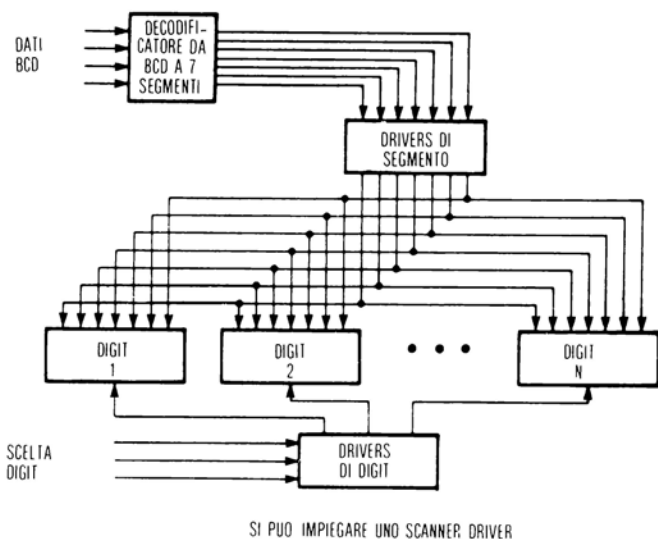 DATI
BCD
DECODIFI-
CATORE DA
BCD A 7
SEGMENTI
DRIVERS DI
SEGMENTO
DIGIT
1
DIGIT
2
DIGIT
N
SCELTA
DIGIT
DRIVERS
DI DIGIT
SI PUO IMPIEGARE UNO SCANNER DRIVER